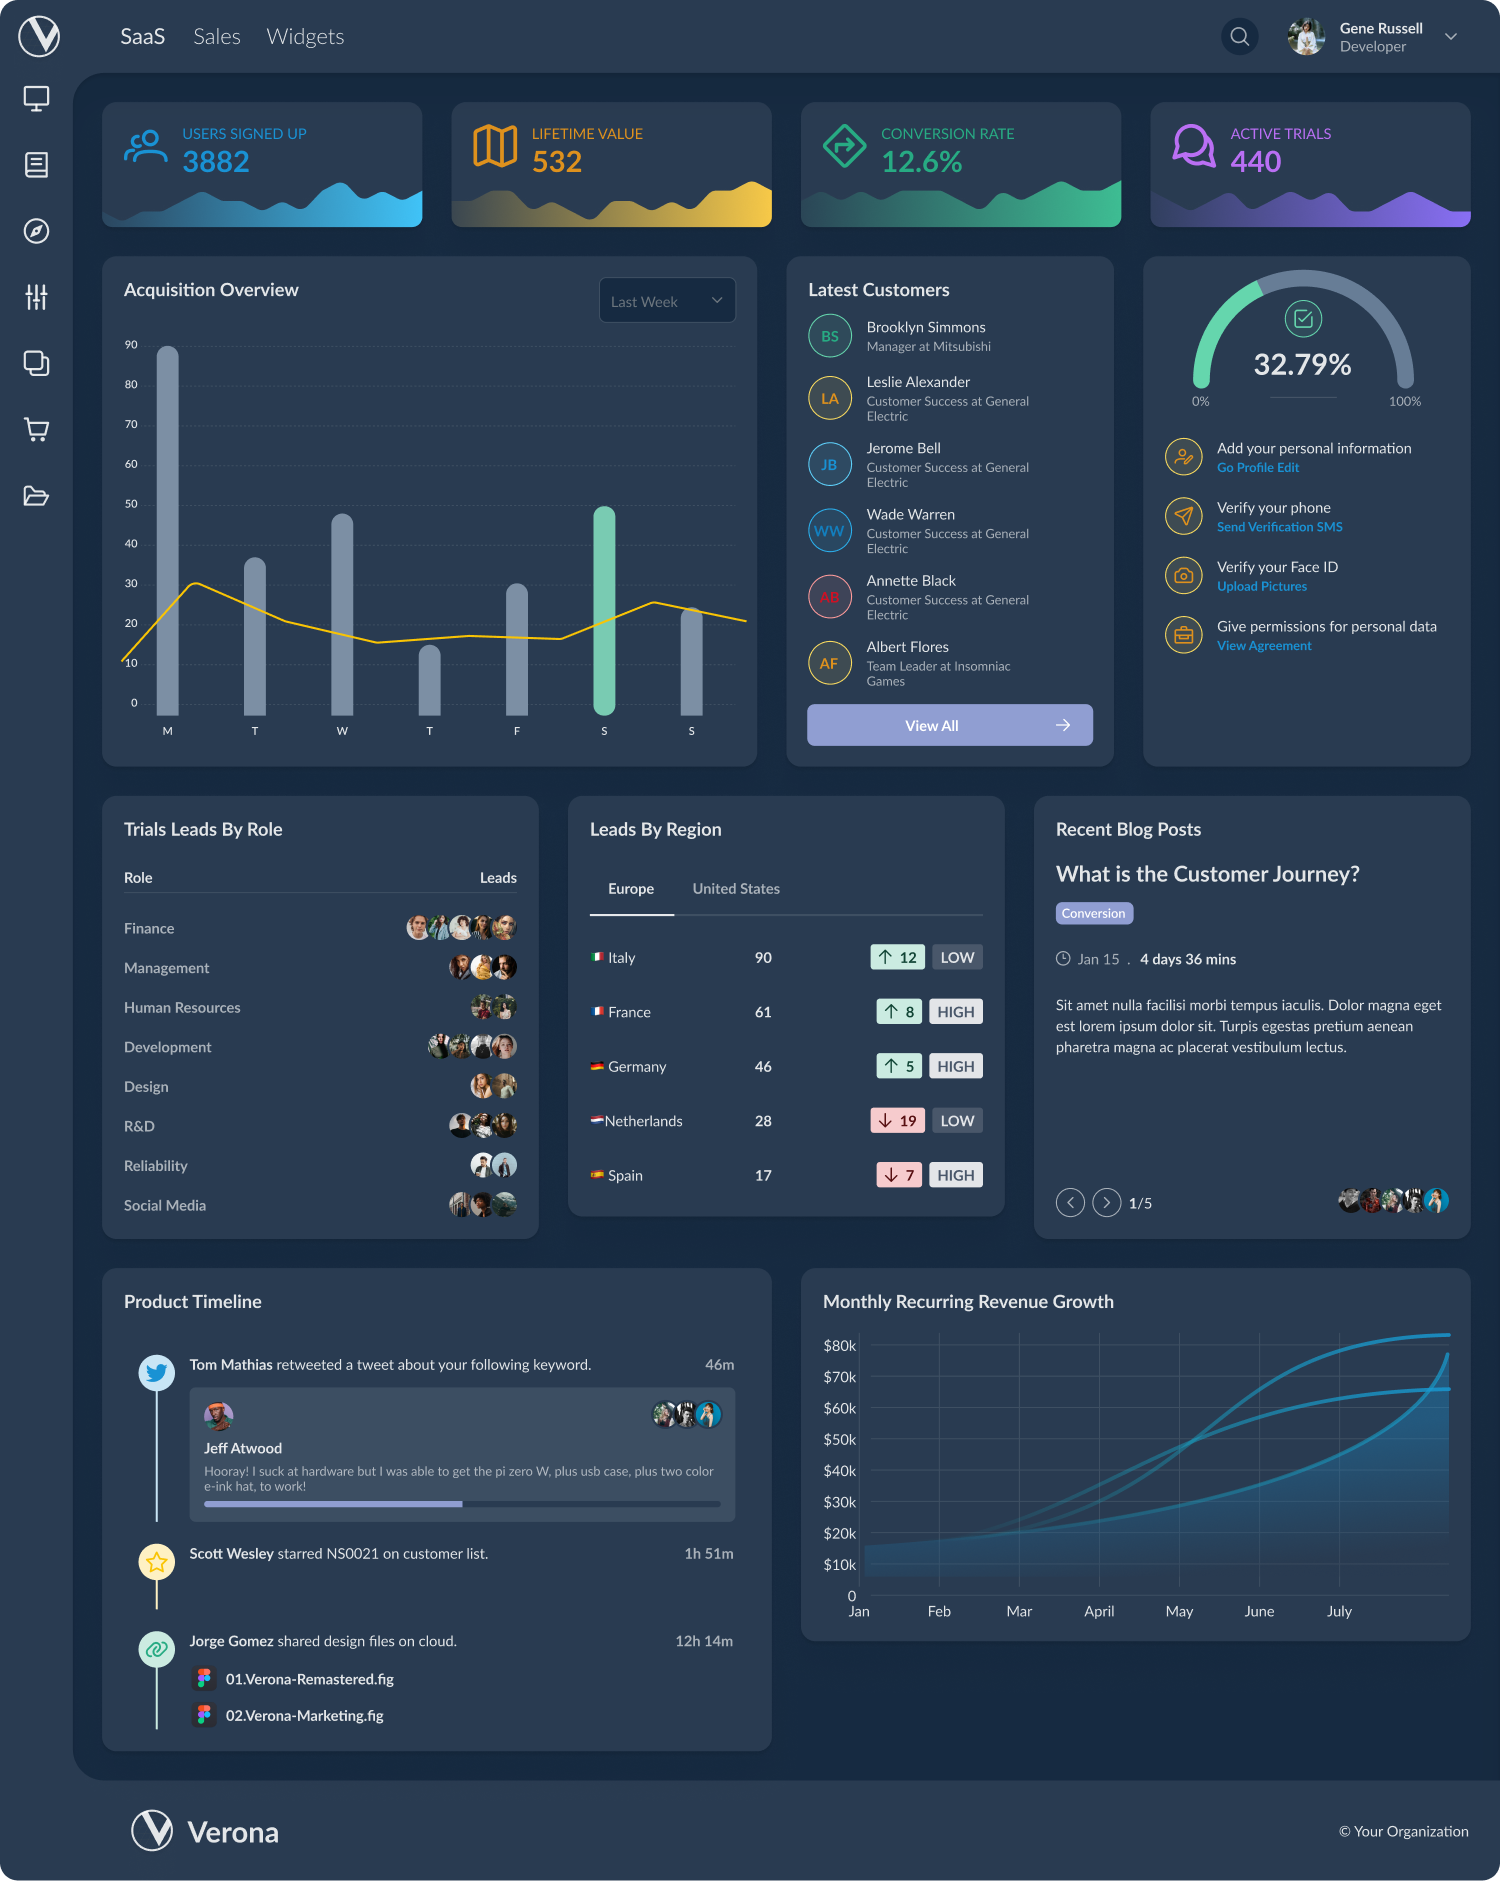 SaaS Sales Widgets
Gene Russell
Developer
USERS SIGNED UP
3882
LIFETIME VALUE
532
CONVERSION RATE
12.6%
ACTIVE TRIALS
440
Acquisition Overview
Last Week
90
80
70
60
50
40
30
20
10
0
M T W T F S S
Latest Customers
BS
Brooklyn Simmons
Manager at Mitsubishi
LA
Leslie Alexander
Customer Success at General
Electric
JB
Jerome Bell
Customer Success at General
Electric
WW
Wade Warren
Customer Success at General
Electric
AB
Annette Black
Customer Success at General
Electric
AF
Albert Flores
Team Leader at Insomniac
Games
View All
32.79%
0% 100%
Add your personal information
Go Profile Edit
Verify your phone
Send Verification SMS
Verify your Face ID
Upload Pictures
Give permissions for personal data
View Agreement
Trials Leads By Role
Role Leads
Finance
Management
Human Resources
Development
Design
R&D
Reliability
Social Media
Leads By Region
Europe United States
Italy 90 12 LOW
France 61 8 HIGH
Germany 46 5 HIGH
Netherlands 28 19 LOW
Spain 17 7 HIGH
Recent Blog Posts
What is the Customer Journey?
Conversion
Jan 15 . 4 days 36 mins
Sit amet nulla facilisi morbi tempus iaculis. Dolor magna eget
est lorem ipsum dolor sit. Turpis egestas pretium aenean
pharetra magna ac placerat vestibulum lectus.
1/5
Product Timeline
Tom Mathias retweeted a tweet about your following keyword. 46m
Jeff Atwood
Hooray! I suck at hardware but I was able to get the pi zero W, plus usb case, plus two color
e-ink hat, to work!
Scott Wesley starred NS0021 on customer list. 1h 51m
Jorge Gomez shared design files on cloud. 12h 14m
01.Verona-Remastered.fig
02.Verona-Marketing.fig
Monthly Recurring Revenue Growth
$80k
$70k
$60k
$50k
$40k
$30k
$20k
$10k
0
Jan Feb Mar April May June July
Verona
© Your Organization